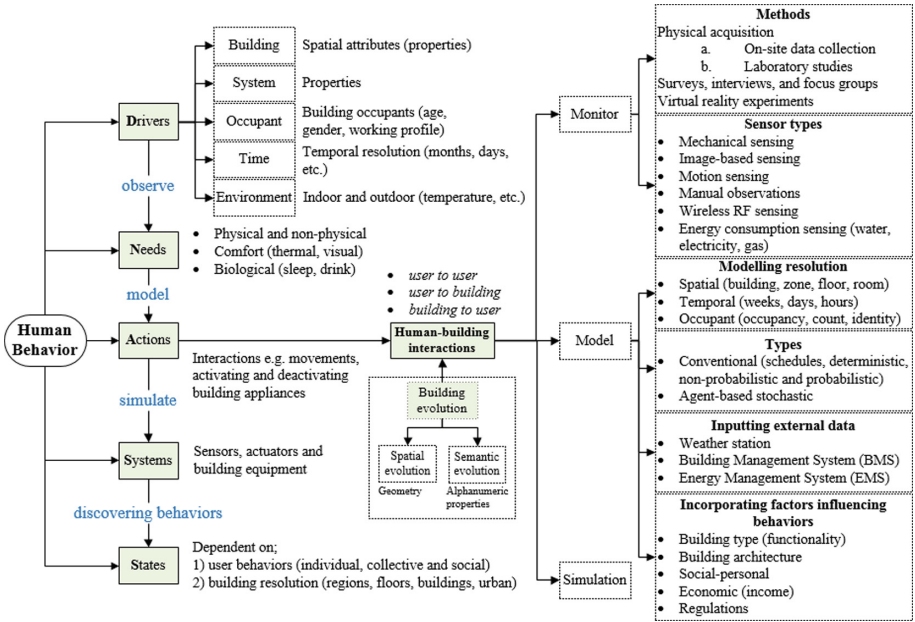 Human
Behavior
Drivers
observe
Needs
model
Actions
simulate
Systems
discovering behaviors
States
Building
Spatial attributes (properties)
System
Properties
Occupant
Building occupants (age,
gender, working profile)
Time
Temporal resolution (months, days,
etc.)
Environment
Indoor and outdoor (temperature, etc.)
• Physical and non-physical
• Comfort (thermal, visual)
• Biological (sleep, drink)
Interactions e.g. movements,
activating and deactivating
building appliances
Sensors, actuators and
building equipment
Dependent on;
1) user behaviors (individual, collective and social)
2) building resolution (regions, floors, buildings, urban)
• user to user
• user to building
• building to user
Human-building
interactions
Building
evolution
Spatial
evolution
Geometry
Semantic
evolution
Alphanumeric
properties
Monitor
Model
Simulation
Methods
Physical acquisition
a. On-site data collection
b. Laboratory studies
Surveys, interviews, and focus groups
Virtual reality experiments
Sensor types
• Mechanical sensing
• Image-based sensing
• Motion sensing
• Manual observations
• Wireless RF sensing
• Energy consumption sensing (water,
electricity, gas)
Modelling resolution
• Spatial (building, zone, floor, room)
• Temporal (weeks, days, hours)
• Occupant (occupancy, count, identity)
Types
• Conventional (schedules, deterministic,
non-probabilistic and probabilistic)
• Agent-based stochastic
Inputting external data
• Weather station
• Building Management System (BMS)
• Energy Management System (EMS)
Incorporating factors influencing
behaviors
• Building type (functionality)
• Building architecture
• Social-personal
• Economic (income)
• Regulations